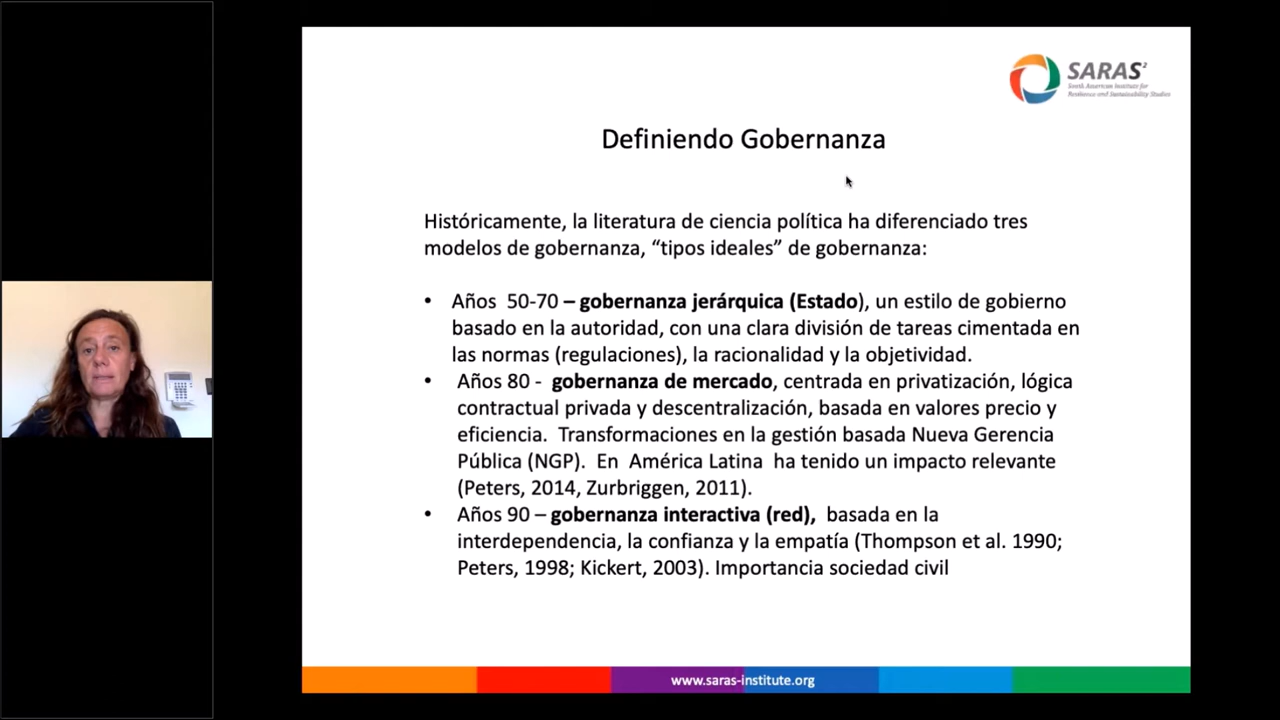 SARAS²
South American Institute for
Resilience and Sustainability Studies
Definiendo Gobernanza
Históricamente, la literatura de ciencia política ha diferenciado tres
modelos de gobernanza, “tipos ideales” de gobernanza:
• Años 50-70 – gobernanza jerárquica (Estado), un estilo de gobierno
basado en la autoridad, con una clara división de tareas cimentada en
las normas (regulaciones), la racionalidad y la objetividad.
• Años 80 - gobernanza de mercado, centrada en privatización, lógica
contractual privada y descentralización, basada en valores precio y
eficiencia. Transformaciones en la gestión basada Nueva Gerencia
Pública (NGP). En América Latina ha tenido un impacto relevante
(Peters, 2014, Zurbriggen, 2011).
• Años 90 – gobernanza interactiva (red), basada en la
interdependencia, la confianza y la empatía (Thompson et al. 1990;
Peters, 1998; Kickert, 2003). Importancia sociedad civil
www.saras-institute.org